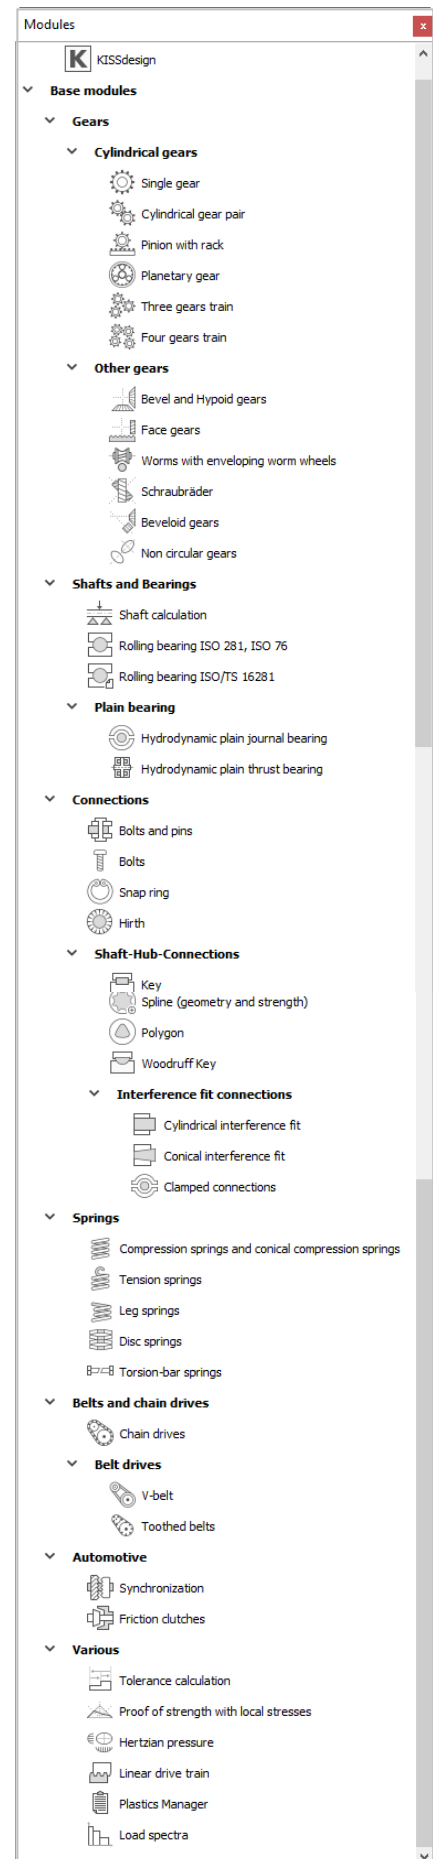 Modules
x
K KISSdesign
Base modules
Gears
Cylindrical gears
Single gear
Cylindrical gear pair
Pinion with rack
Planetary gear
Three gears train
Four gears train
Other gears
Bevel and Hypoid gears
Face gears
Worms with enveloping worm wheels
Schraubräder
Beveloid gears
Non circular gears
Shafts and Bearings
Shaft calculation
Rolling bearing ISO 281, ISO 76
Rolling bearing ISO/TS 16281
Plain bearing
Hydrodynamic plain journal bearing
Hydrodynamic plain thrust bearing
Connections
Bolts and pins
Bolts
Snap ring
Hirth
Shaft-Hub-Connections
Key
Spline (geometry and strength)
Polygon
Woodruff Key
Interference fit connections
Cylindrical interference fit
Conical interference fit
Clamped connections
Springs
Compression springs and conical compression springs
Tension springs
Leg springs
Disc springs
Torsion-bar springs
Belts and chain drives
Chain drives
Belt drives
V-belt
Toothed belts
Automotive
Synchronization
Friction clutches
Various
Tolerance calculation
Proof of strength with local stresses
Hertzian pressure
Linear drive train
Plastics Manager
Load spectra